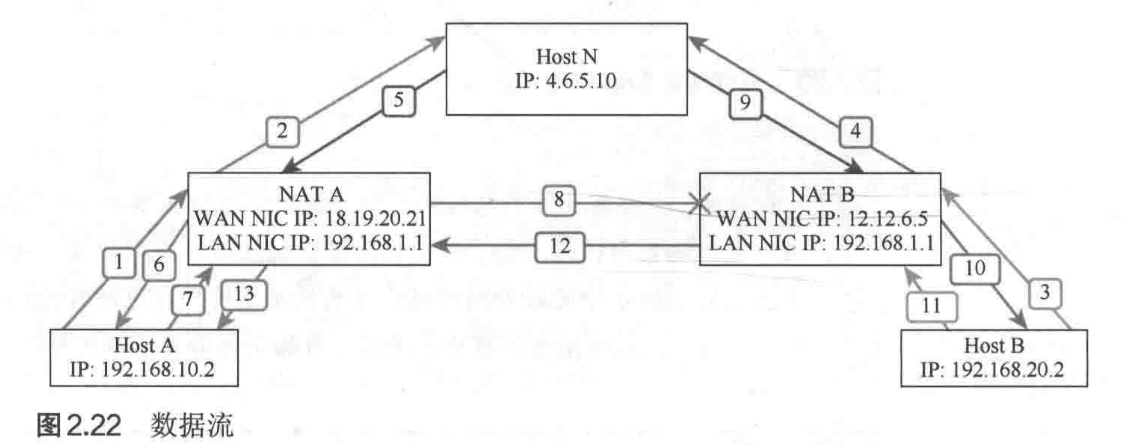 Host N
IP: 4.6.5.10
5
9
2
4
NAT A
WAN NIC IP: 18.19.20.21
LAN NIC IP: 192.168.1.1
8
NAT B
WAN NIC IP: 12.12.6.5
LAN NIC IP: 192.168.1.1
12
1
6
7
13
10
11
3
Host A
IP: 192.168.10.2
Host B
IP: 192.168.20.2
图2.22 数据流